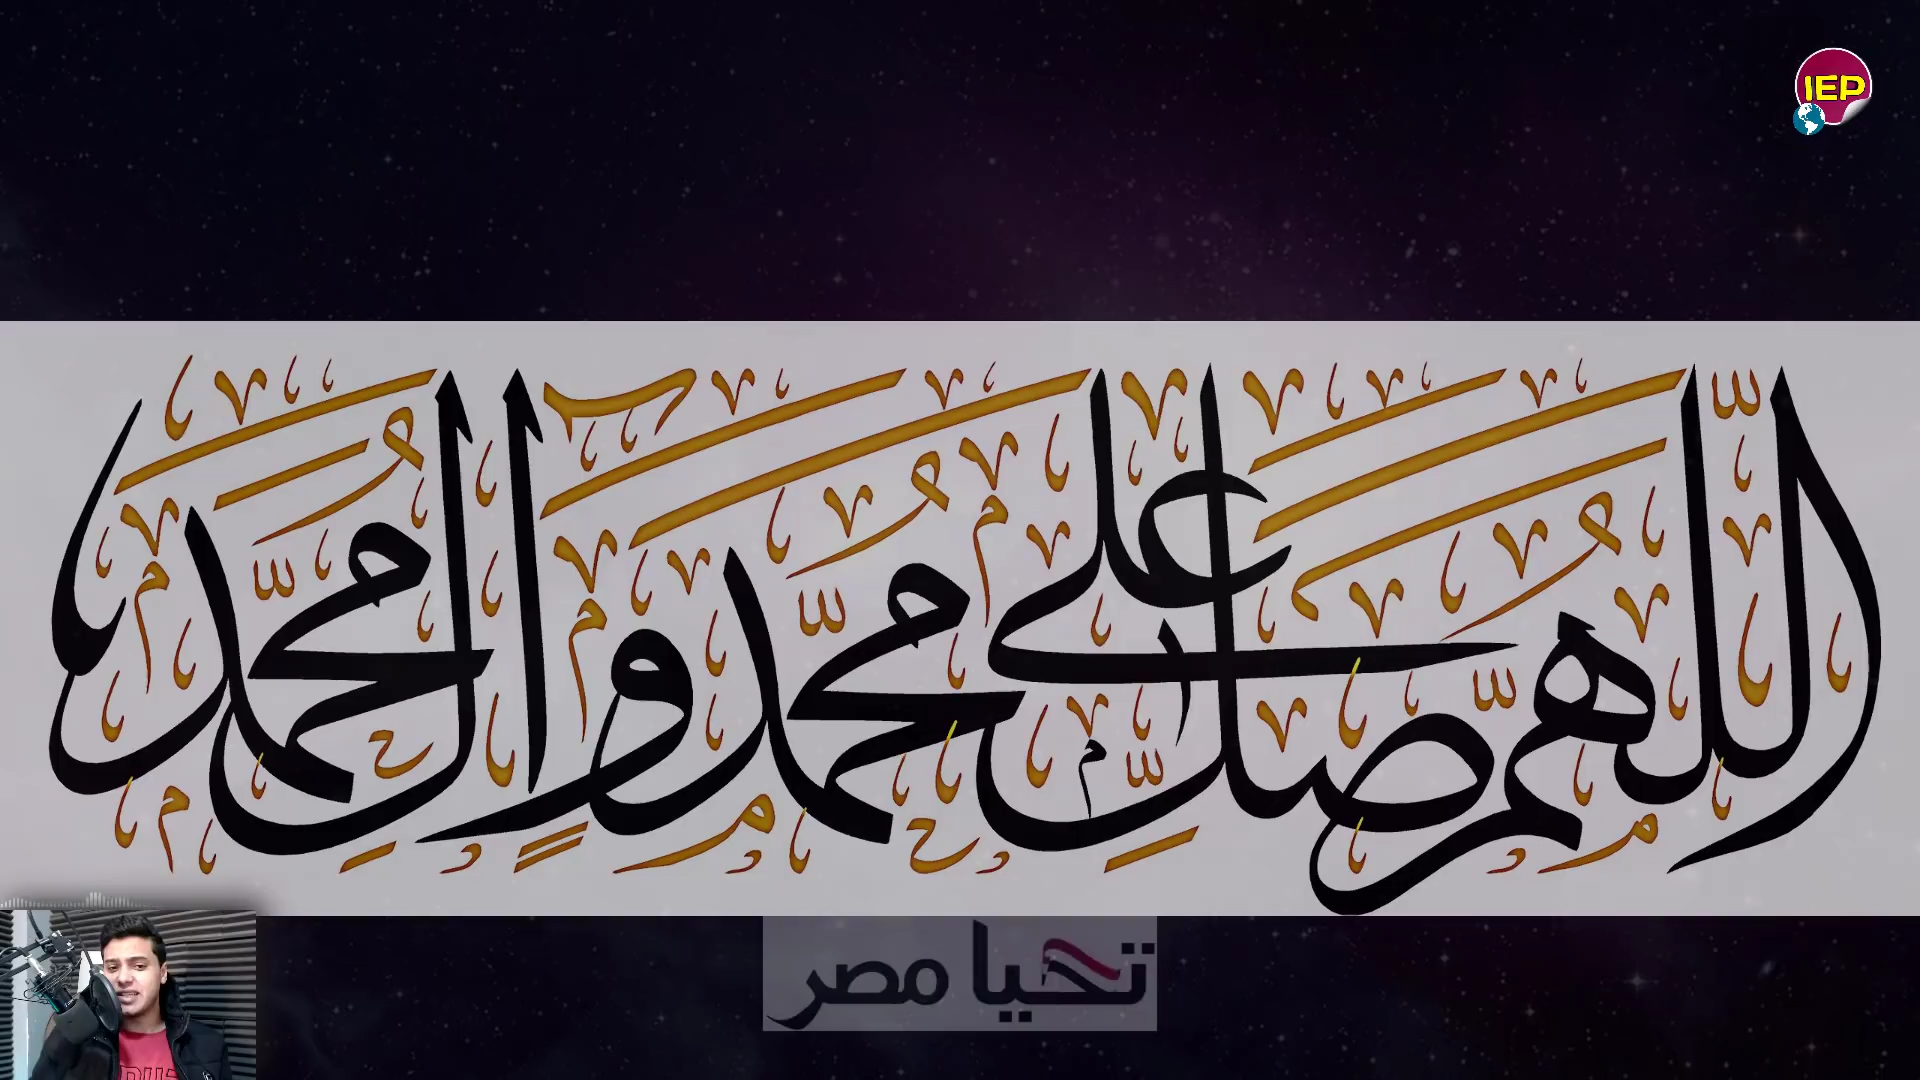 IEP
اللهم صل على محمد وآل محمد
تحيا مصر